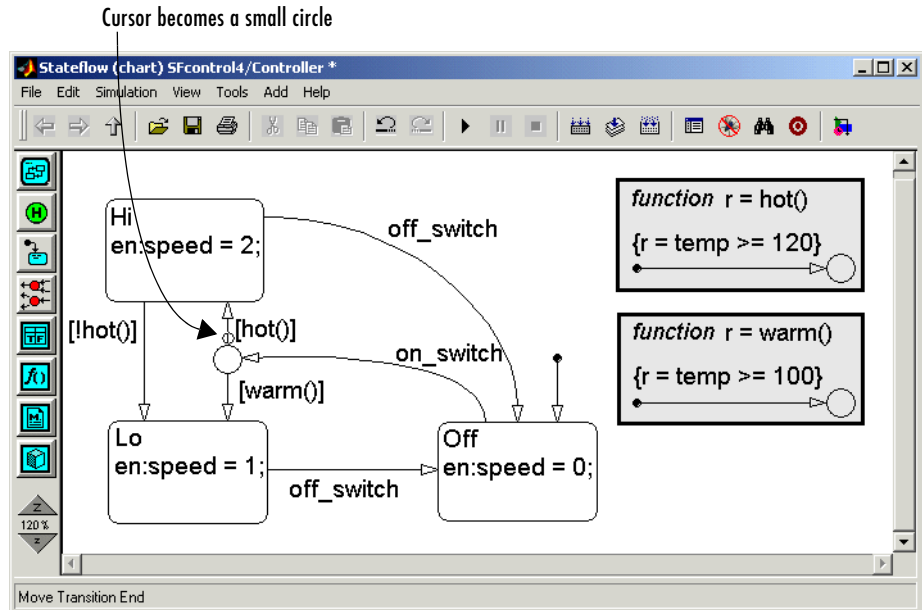 Cursor becomes a small circle
Stateflow (chart) SFcontrol4/Controller *
File Edit Simulation View Tools Add Help
Hi
en:speed = 2;
off_switch
function r = hot()
{r = temp >= 120}
[!hot()]
[hot()]
on_switch
function r = warm()
{r = temp >= 100}
[warm()]
Lo
en:speed = 1;
off_switch
Off
en:speed = 0;
H
TF
f()
M
Z
120 %
z
Move Transition End